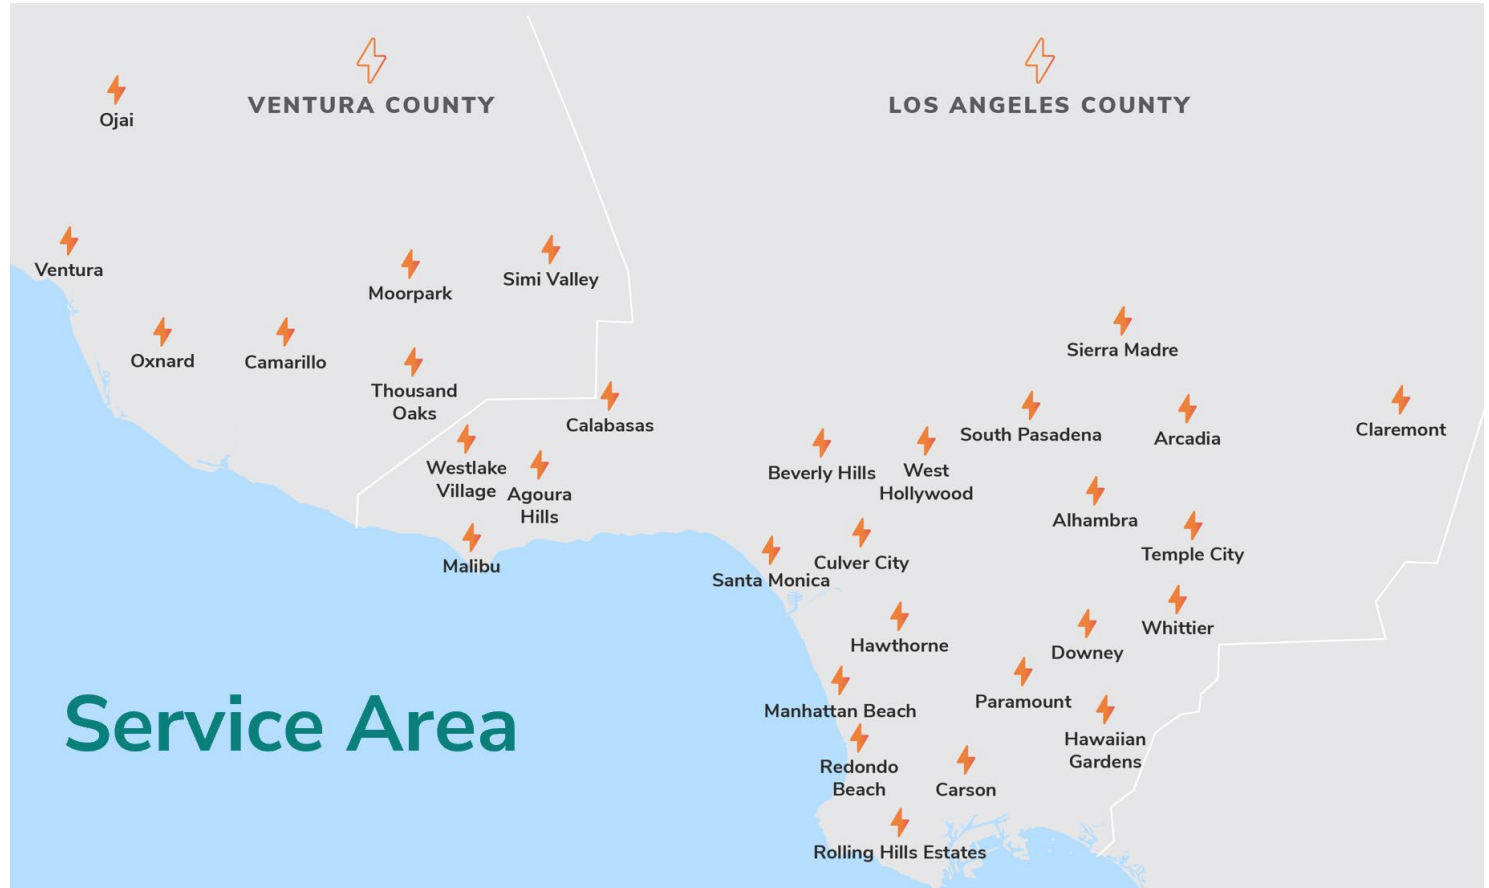 VENTURA COUNTY
LOS ANGELES COUNTY
Ojai
Ventura
Moorpark
Simi Valley
Oxnard
Camarillo
Thousand
Oaks
Calabasas
Westlake
Village
Agoura
Hills
Malibu
Sierra Madre
South Pasadena
Arcadia
Claremont
Beverly Hills
West
Hollywood
Alhambra
Temple City
Culver City
Santa Monica
Whittier
Hawthorne
Downey
Paramount
Manhattan Beach
Hawaiian
Gardens
Redondo
Beach
Carson
Rolling Hills Estates
Service Area